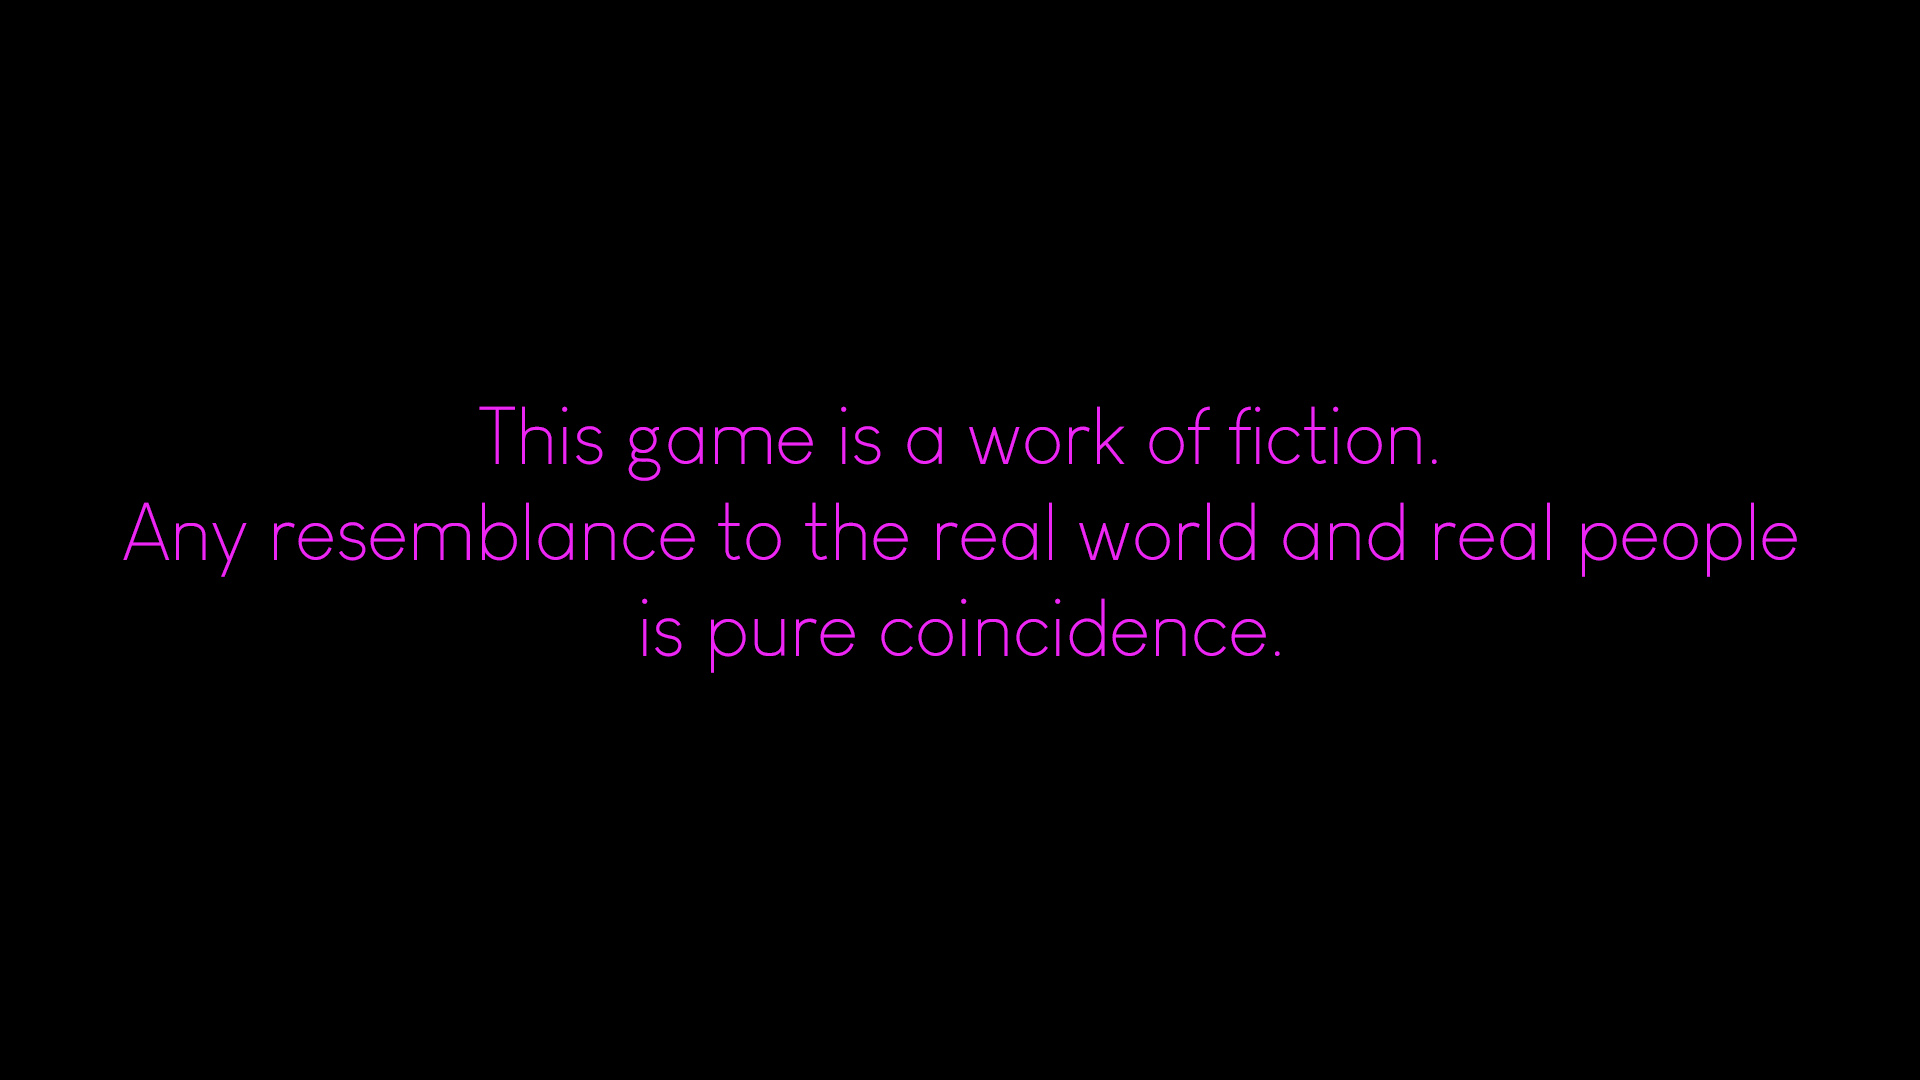 This game is a work of fiction.
Any resemblance to the real world and real people
is pure coincidence.